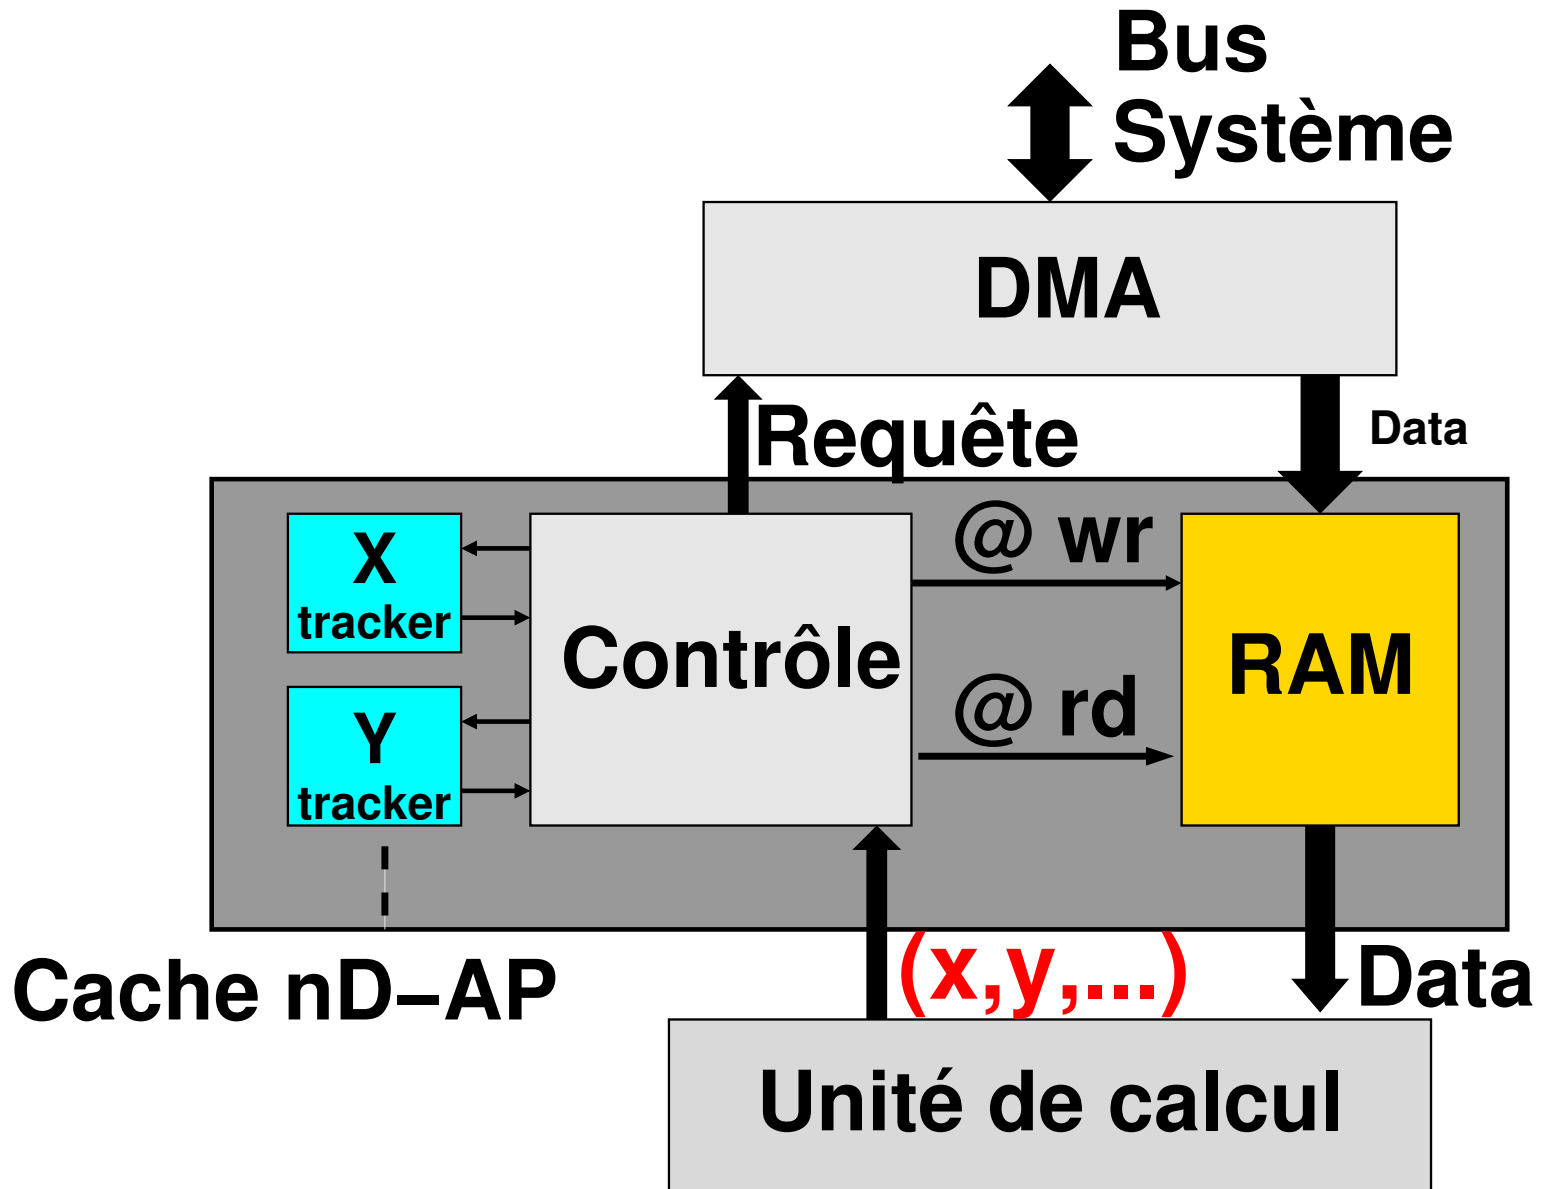 Bus
Système
DMA
Requête
Data
X
tracker
Contrôle
@ wr
RAM
@ rd
Y
tracker
Cache nD–AP
(x,y,...)
Data
Unité de calcul